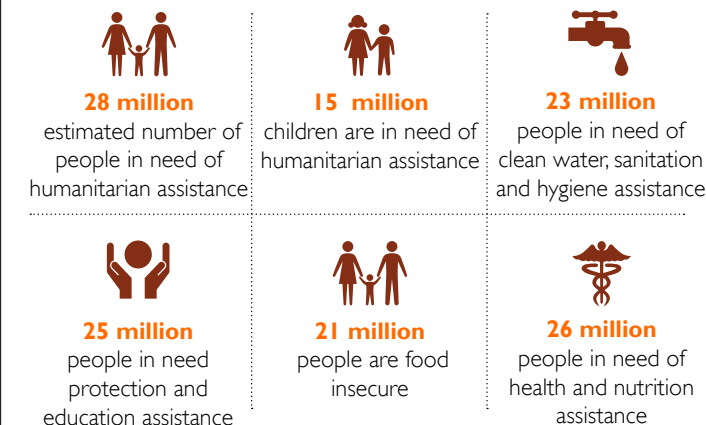 28 million
estimated number of
people in need of
humanitarian assistance
15 million
children are in need of
humanitarian assistance
23 million
people in need of
clean water, sanitation
and hygiene assistance
25 million
people in need
protection and
education assistance
21 million
people are food
insecure
26 million
people in need of
health and nutrition
assistance